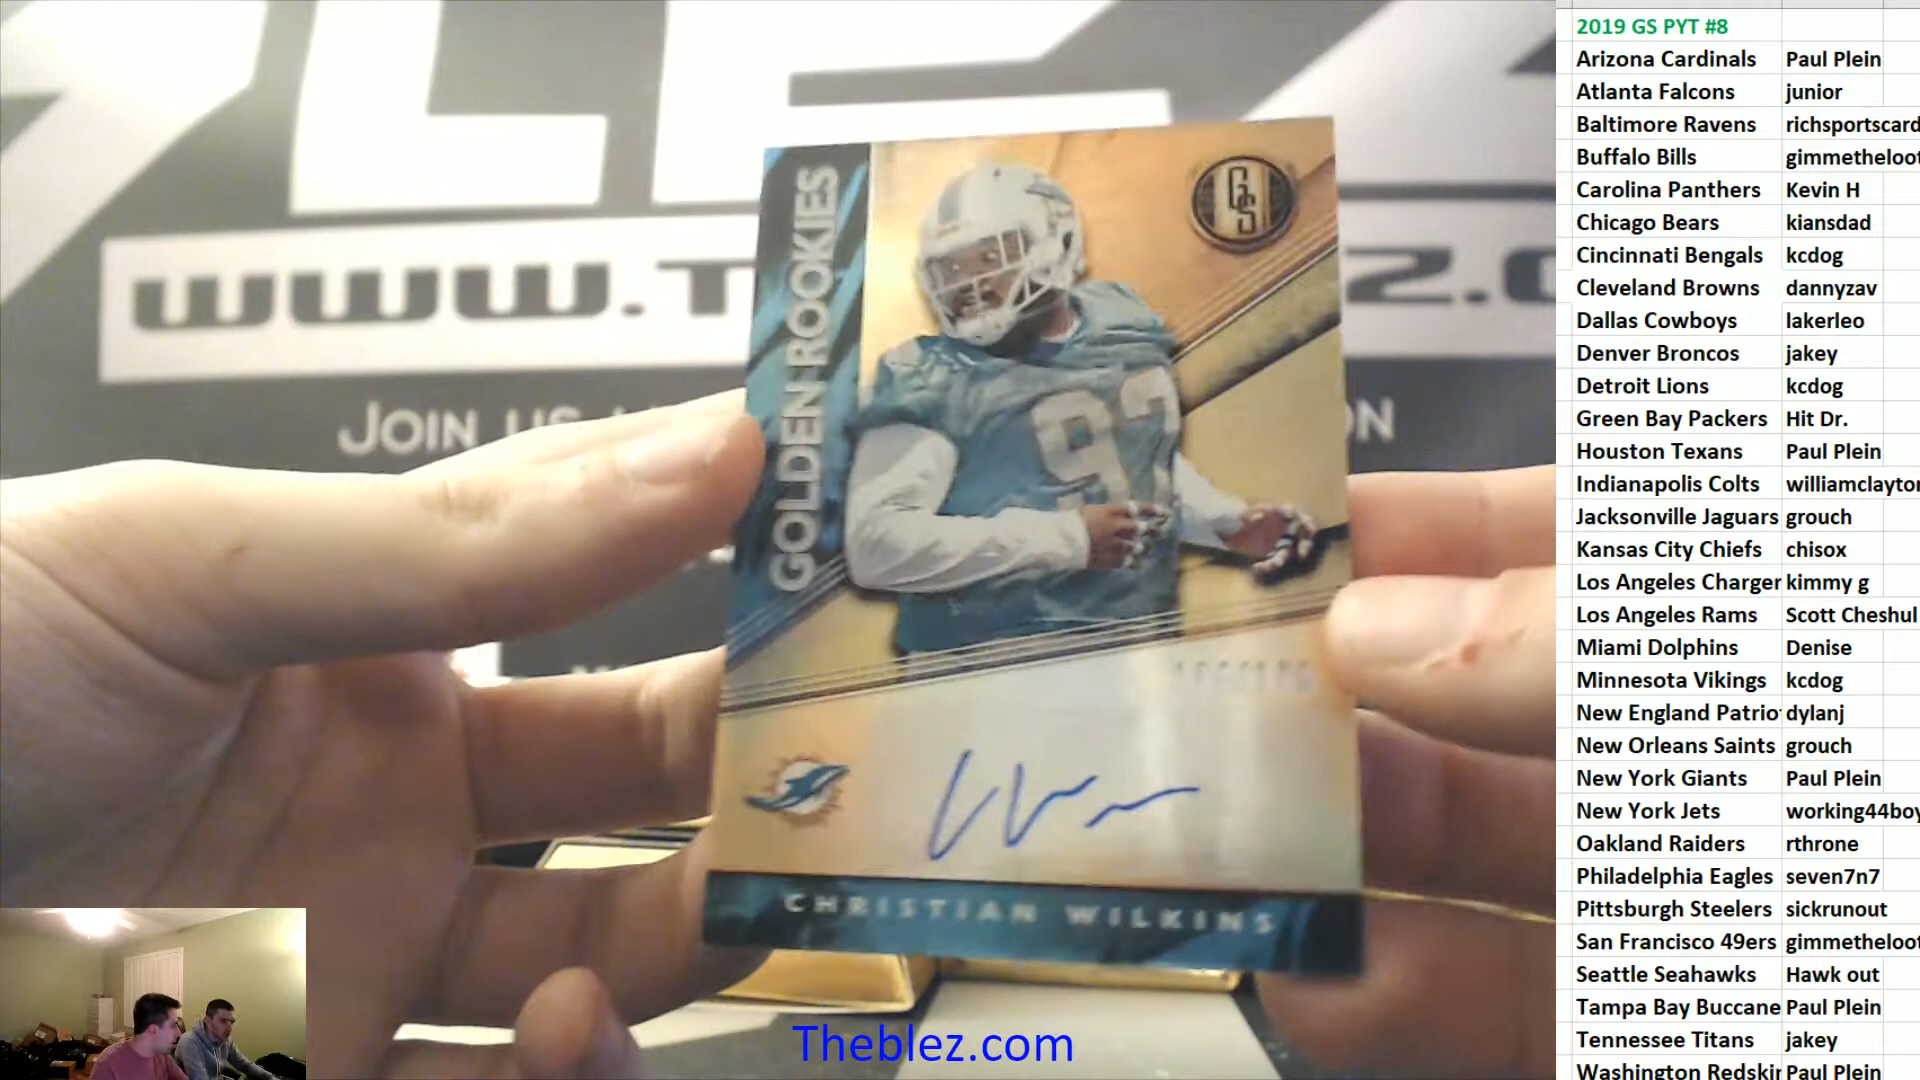 WWW.T
Z.C
JOIN US
ON
GOLDEN ROOKIES
GS
97
CHRISTIAN WILKINS
Theblez.com
2019 GS PYT #8
Arizona Cardinals Paul Plein
Atlanta Falcons junior
Baltimore Ravens richsportscard
Buffalo Bills gimmetheloot
Carolina Panthers Kevin H
Chicago Bears kiansdad
Cincinnati Bengals kcdog
Cleveland Browns dannyzav
Dallas Cowboys lakerleo
Denver Broncos jakey
Detroit Lions kcdog
Green Bay Packers Hit Dr.
Houston Texans Paul Plein
Indianapolis Colts williamclayton
Jacksonville Jaguars grouch
Kansas City Chiefs chisox
Los Angeles Charger kimmy g
Los Angeles Rams Scott Cheshul
Miami Dolphins Denise
Minnesota Vikings kcdog
New England Patrio dylanj
New Orleans Saints grouch
New York Giants Paul Plein
New York Jets working44boy
Oakland Raiders rthrone
Philadelphia Eagles seven7n7
Pittsburgh Steelers sickrunout
San Francisco 49ers gimmetheloot
Seattle Seahawks Hawk out
Tampa Bay Buccane Paul Plein
Tennessee Titans jakey
Washington Redskin Paul Plein